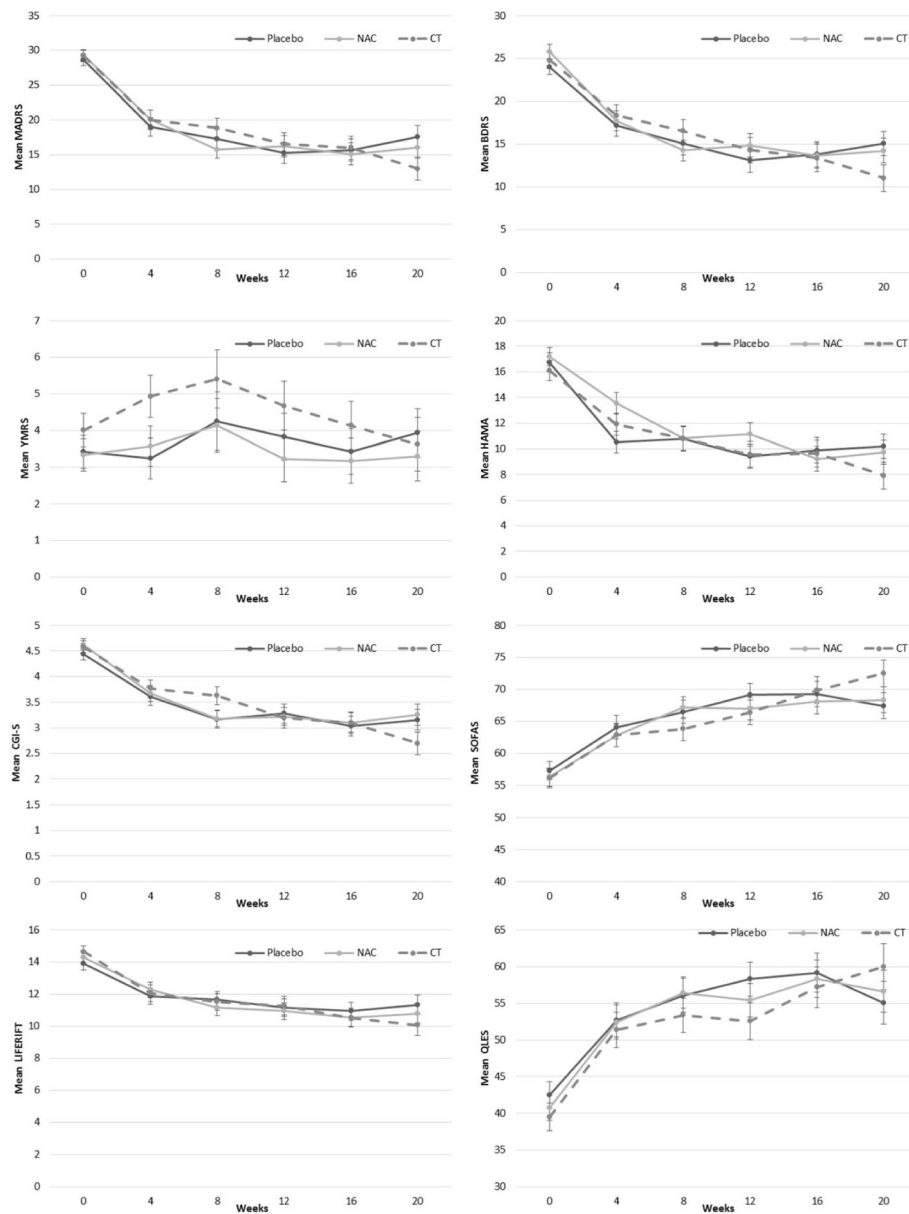 Mean MADRS
35
30
25
20
15
10
5
0
Placebo NAC CT
0 4 8 12 16 20
Weeks
Mean BDRS
30
25
20
15
10
5
0
Placebo NAC CT
0 4 8 12 16 20
Weeks
Mean YMRS
7
6
5
4
3
2
1
0
Placebo NAC CT
0 4 8 12 16 20
Weeks
Mean HAMA
20
18
16
14
12
10
8
6
4
2
0
Placebo NAC CT
0 4 8 12 16 20
Weeks
Mean CGI-S
5
4.5
4
3.5
3
2.5
2
1.5
1
0.5
0
Placebo NAC CT
0 4 8 12 16 20
Weeks
Mean SOFAS
80
75
70
65
60
55
50
45
40
Placebo NAC CT
0 4 8 12 16 20
Weeks
Mean LIFERIFT
16
14
12
10
8
6
4
2
0
Placebo NAC CT
0 4 8 12 16 20
Weeks
Mean QLES
65
60
55
50
45
40
35
30
Placebo NAC CT
0 4 8 12 16 20
Weeks